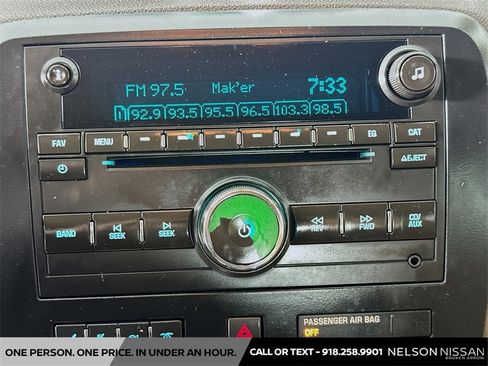 FM 97.5 Mak'er 7:33
1 92.9 93.5 95.5 96.5 103.3 98.5
FAV MENU CAT
EJECT
BAND SEEK SEEK REV FWD CD/AUX
PASSENGER AIR BAG
OFF
ONE PERSON. ONE PRICE. IN UNDER AN HOUR. CALL OR TEXT - 918.258.9901 NELSON NISSAN
BROKEN ARROW